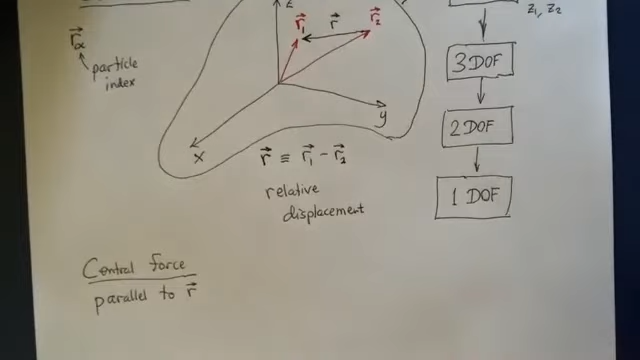 z
r⃗₁
r⃗
r⃗₂
z₁, z₂
r⃗α
particle
index
3 DOF
y
2 DOF
x
r⃗ ≡ r⃗₁ − r⃗₂
relative
displacement
1 DOF
Central force
parallel to r⃗